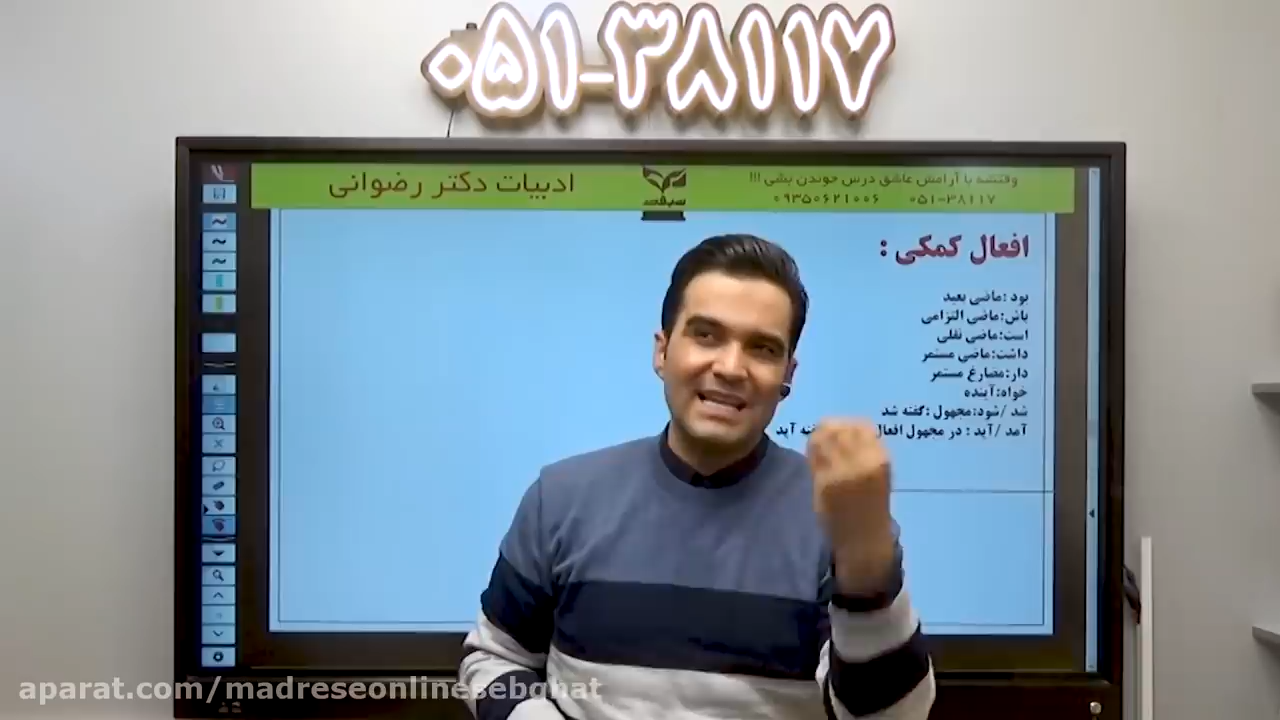 ۰۵۱-۳۸۱۱۷
وقتشه با آرامش عاشق درس خوندن بشی !!!
۰۵۱-۳۸۱۱۷ ۰۹۳۵۰۶۲۱۰۰۶
ادبیات دکتر رضوانی
افعال کمکی :
بود :ماضی بعید
باش:ماضی التزامی
است:ماضی نقلی
داشت:ماضی مستمر
دار:مضارع مستمر
خواه:آینده
شد /شود:مجهول :گفته شد
آمد /آید : در مجهول افعال آید
aparat.com/madreseonlinesebghat